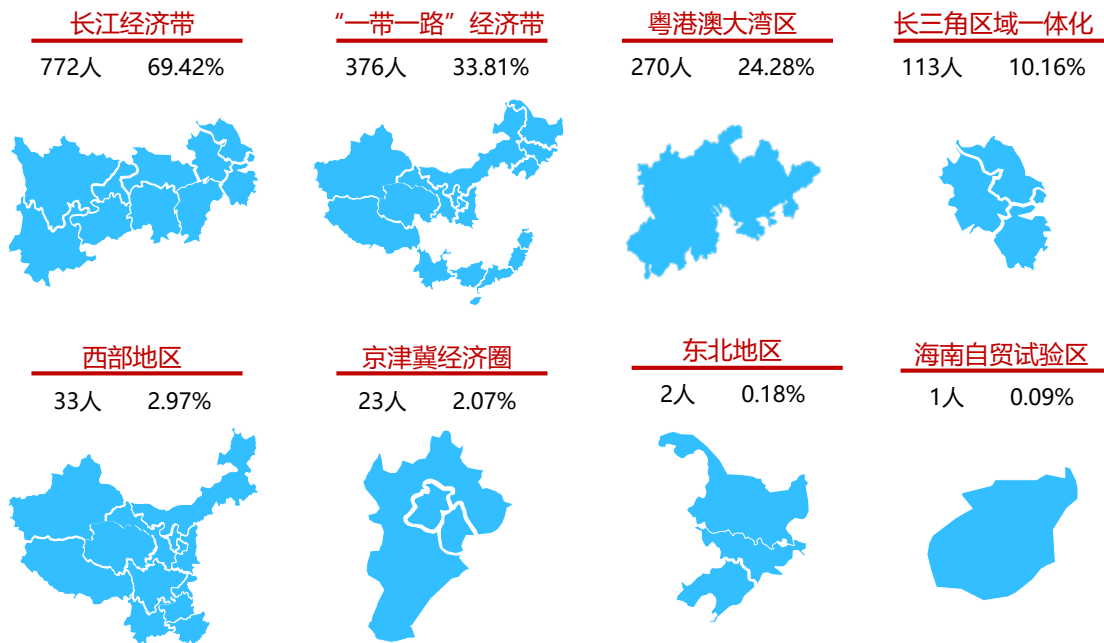 长江经济带
772人 69.42%
“一带一路”经济带
376人 33.81%
粤港澳大湾区
270人 24.28%
长三角区域一体化
113人 10.16%
西部地区
33人 2.97%
京津冀经济圈
23人 2.07%
东北地区
2人 0.18%
海南自贸试验区
1人 0.09%